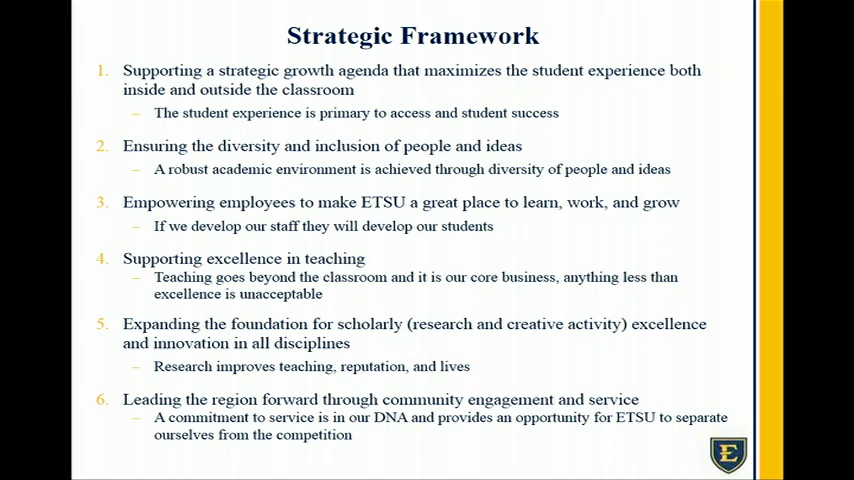 Strategic Framework
1. Supporting a strategic growth agenda that maximizes the student experience both
inside and outside the classroom
– The student experience is primary to access and student success
2. Ensuring the diversity and inclusion of people and ideas
– A robust academic environment is achieved through diversity of people and ideas
3. Empowering employees to make ETSU a great place to learn, work, and grow
– If we develop our staff they will develop our students
4. Supporting excellence in teaching
– Teaching goes beyond the classroom and it is our core business, anything less than
excellence is unacceptable
5. Expanding the foundation for scholarly (research and creative activity) excellence
and innovation in all disciplines
– Research improves teaching, reputation, and lives
6. Leading the region forward through community engagement and service
– A commitment to service is in our DNA and provides an opportunity for ETSU to separate
ourselves from the competition
E